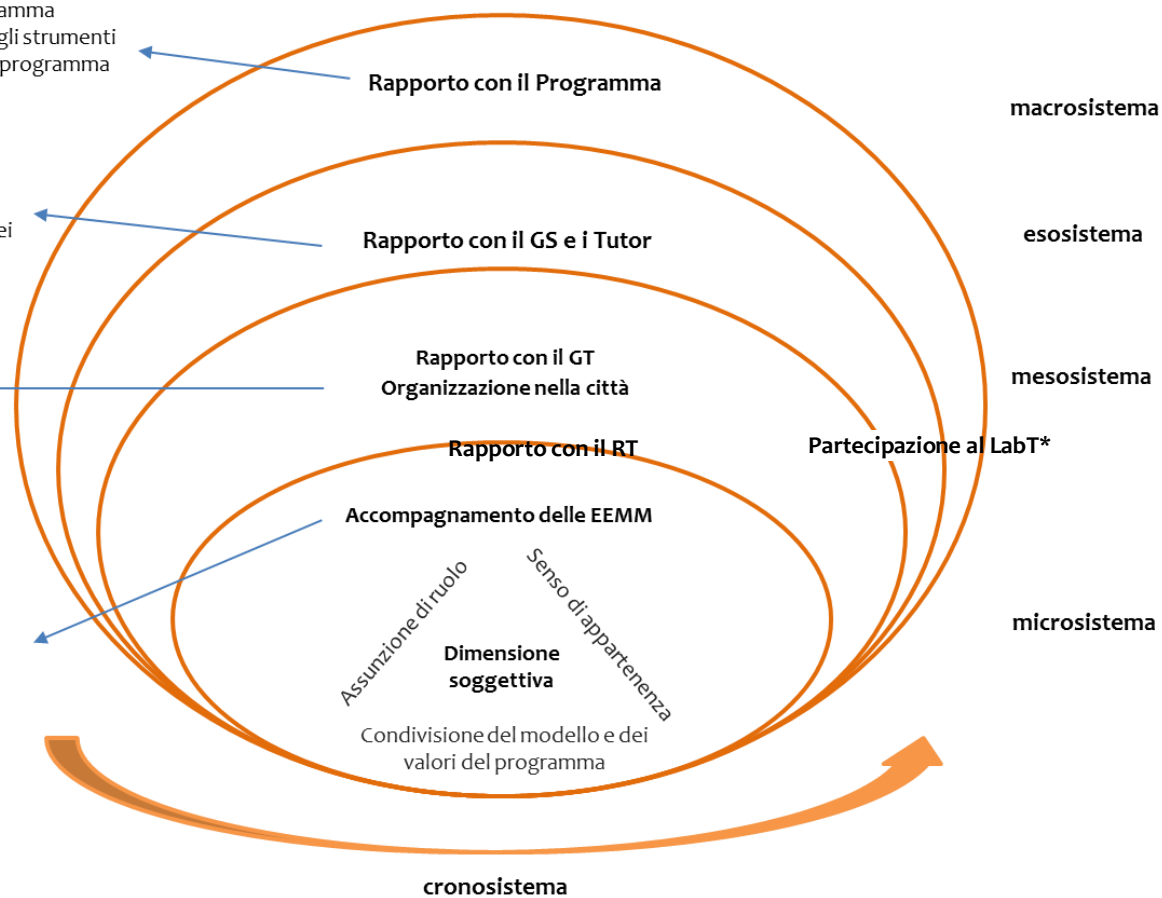 gli strumenti
programma
Rapporto con il Programma
macrosistema
Rapporto con il GS e i Tutor
esosistema
Rapporto con il GT
Organizzazione nella città
mesosistema
Rapporto con il RT
Partecipazione al LabT*
Accompagnamento delle EEMM
Assunzione di ruolo
Senso di appartenenza
microsistema
Dimensione
soggettiva
Condivisione del modello e dei
valori del programma
cronosistema